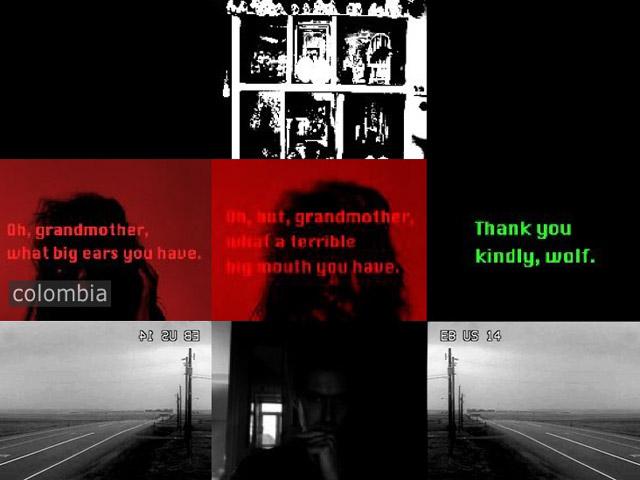 Oh, grandmother,
what big ears you have.
colombia
Oh, but, grandmother,
what a terrible
big mouth you have.
Thank you
kindly, wolf.
EB US 14
EB US 14